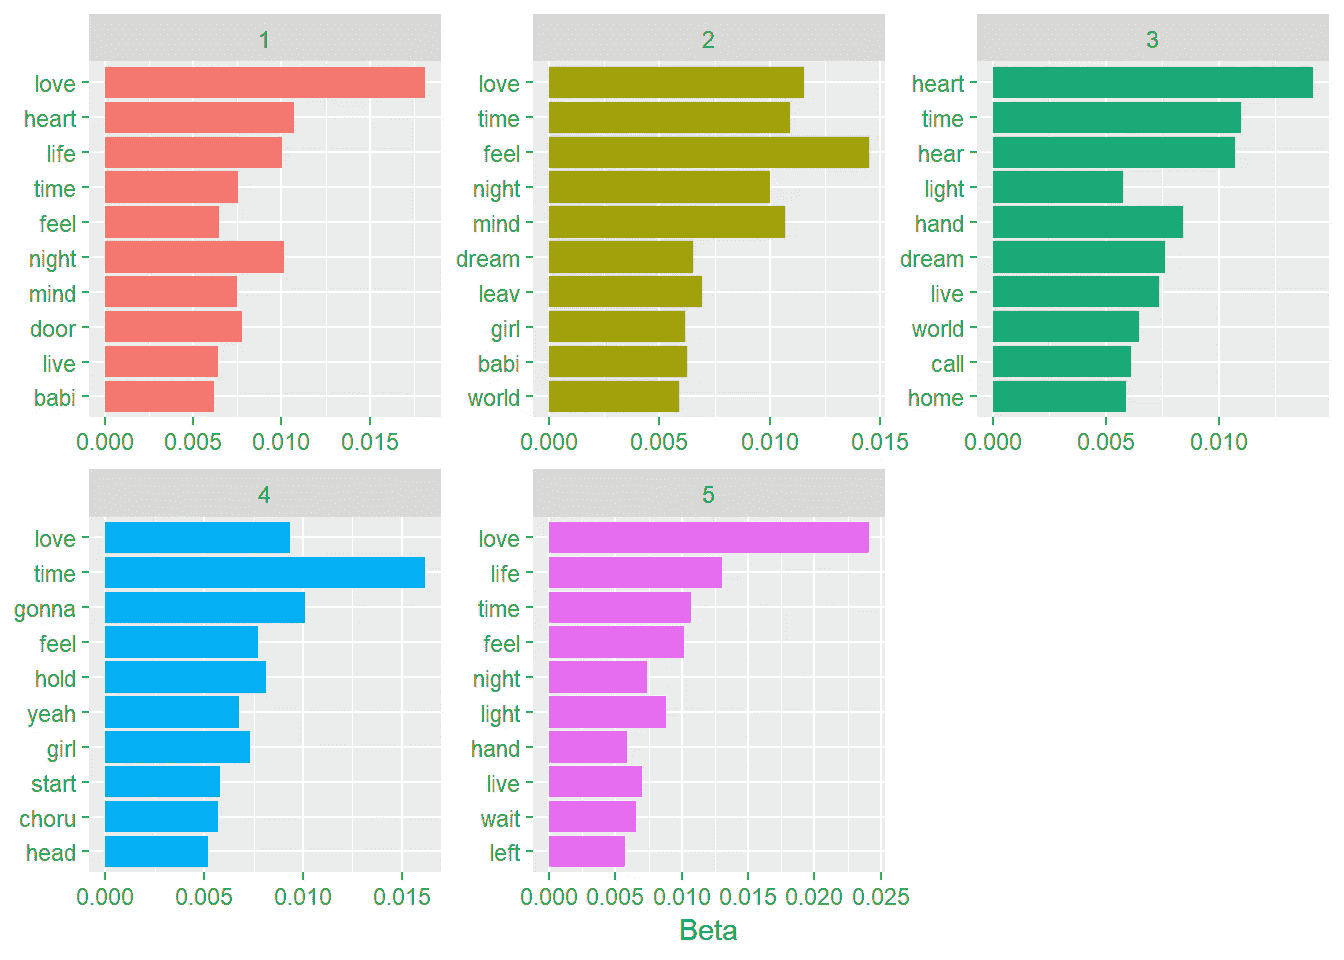 1
love
heart
life
time
feel
night
mind
door
live
babi
0.000 0.005 0.010 0.015
2
love
time
feel
night
mind
dream
leav
girl
babi
world
0.000 0.005 0.010 0.015
3
heart
time
hear
light
hand
dream
live
world
call
home
0.000 0.005 0.010
4
love
time
gonna
feel
hold
yeah
girl
start
choru
head
0.000 0.005 0.010 0.015
5
love
life
time
feel
night
light
hand
live
wait
left
0.000 0.005 0.010 0.015 0.020 0.025
Beta